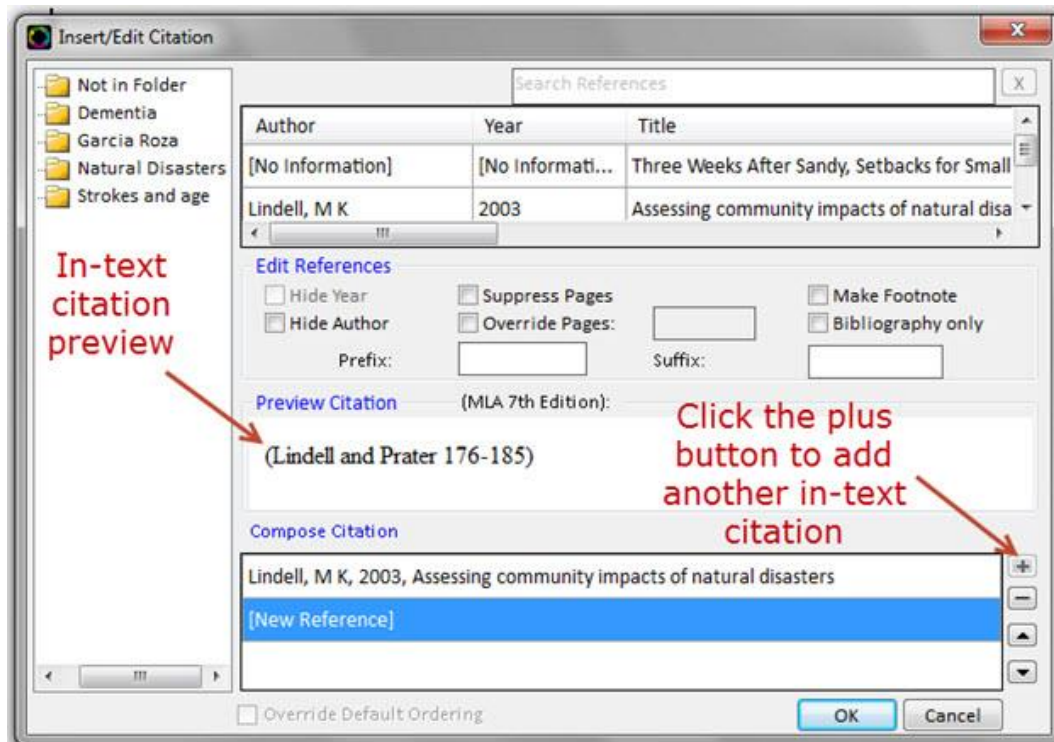 Insert/Edit Citation
Not in Folder
Dementia
Garcia Roza
Natural Disasters
Strokes and age
Search References
X
Author Year Title
[No Information] [No Informati... Three Weeks After Sandy, Setbacks for Small
Lindell, M K 2003 Assessing community impacts of natural disa
In-text
citation
preview
Edit References
Hide Year Suppress Pages Make Footnote
Hide Author Override Pages: Bibliography only
Prefix: Suffix:
Preview Citation (MLA 7th Edition):
(Lindell and Prater 176-185)
Click the plus
button to add
another in-text
citation
Compose Citation
Lindell, M K, 2003, Assessing community impacts of natural disasters
[New Reference]
Override Default Ordering
OK Cancel